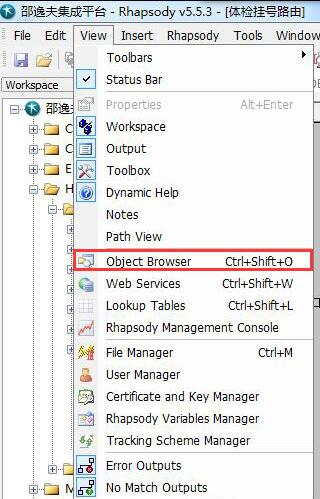 邵逸夫集成平台 - Rhapsody v5.5.3 - [体检挂号路由]
File Edit View Insert Rhapsody Tools Window
Workspace
Toolbars
Status Bar
Properties Alt+Enter
Workspace
Output
Toolbox
Dynamic Help
Notes
Path View
Object Browser Ctrl+Shift+O
Web Services Ctrl+Shift+W
Lookup Tables Ctrl+Shift+L
Rhapsody Management Console
File Manager Ctrl+M
User Manager
Certificate and Key Manager
Rhapsody Variables Manager
Tracking Scheme Manager
Error Outputs
No Match Outputs
邵逸
C
C
E
H
M